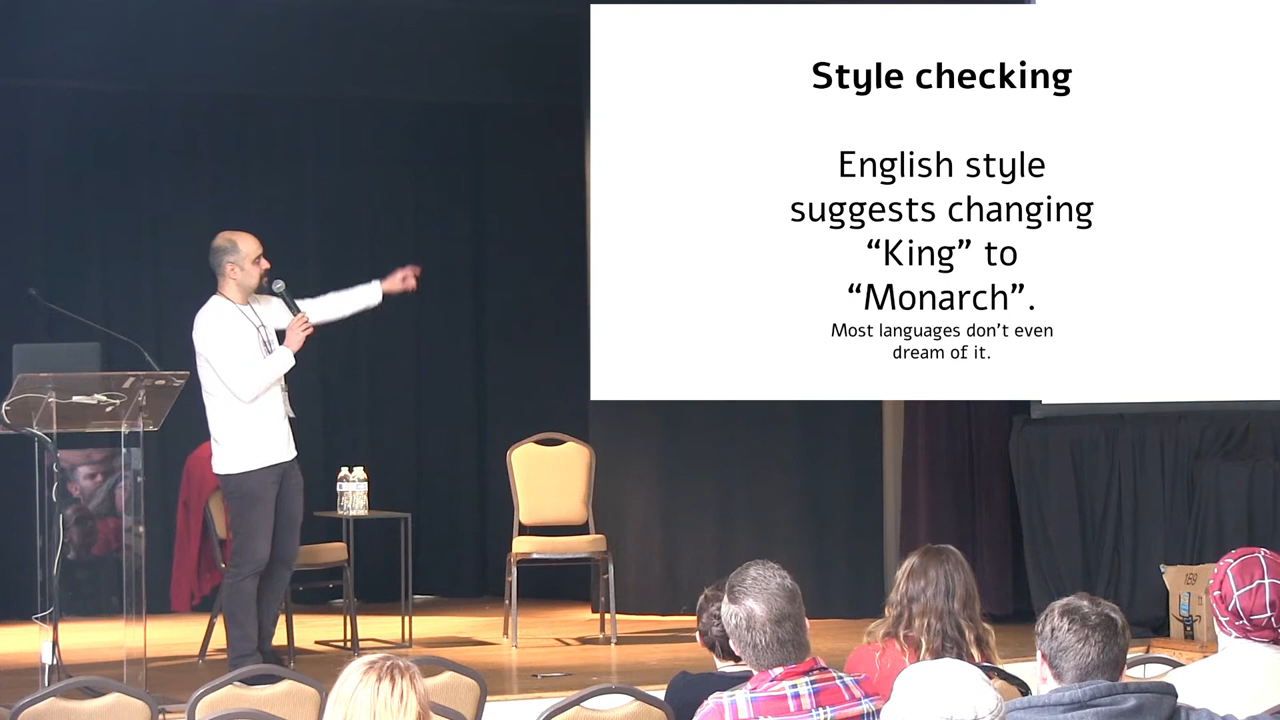 Style checking
English style
suggests changing
“King” to
“Monarch”.
Most languages don’t even
dream of it.